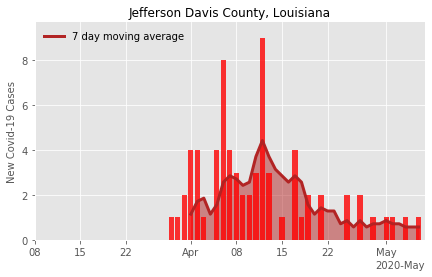 Jefferson Davis County, Louisiana
7 day moving average
New Covid-19 Cases
8
6
4
2
0
08 15 22 Apr 08 15 22 May
2020-May